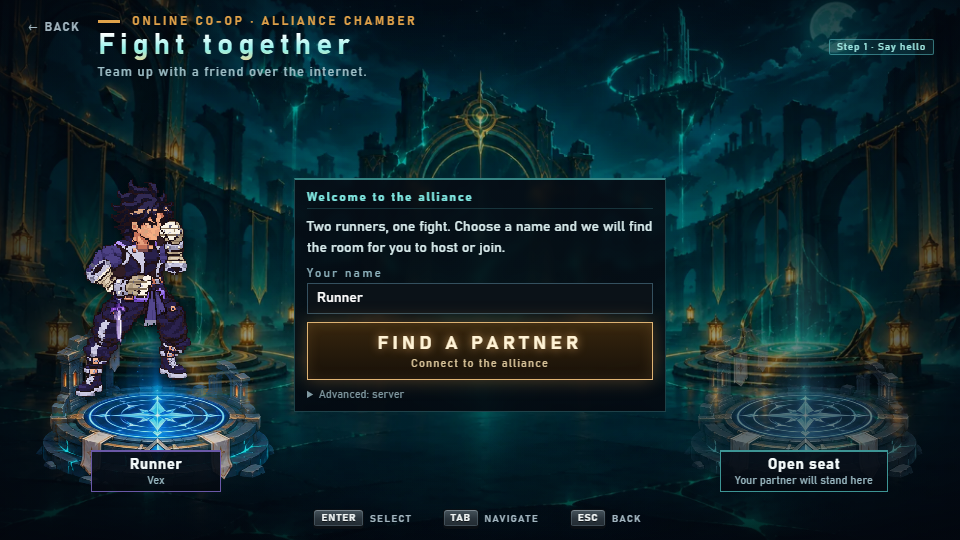 ← BACK
ONLINE CO-OP · ALLIANCE CHAMBER
Fight together
Team up with a friend over the internet.
Step 1 · Say hello
Welcome to the alliance
Two runners, one fight. Choose a name and we will find
the room for you to host or join.
Your name
Runner
FIND A PARTNER
Connect to the alliance
▶ Advanced: server
Runner
Vex
Open seat
Your partner will stand here
ENTER SELECT TAB NAVIGATE ESC BACK